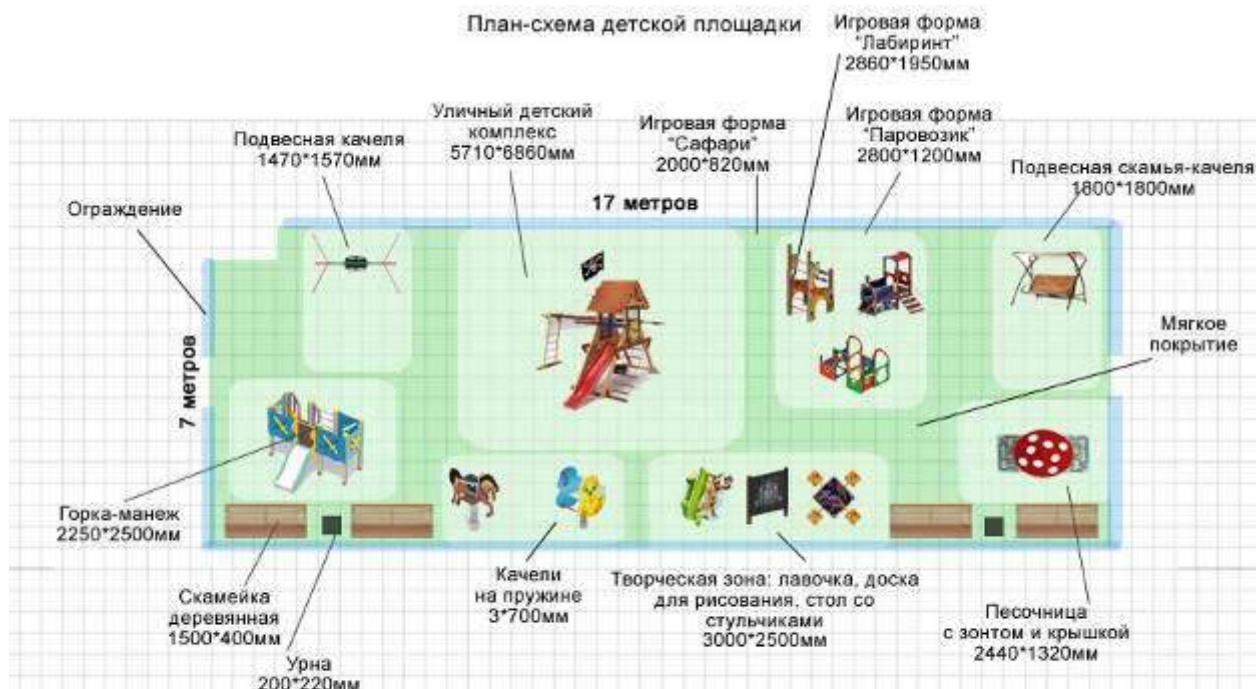 План-схема детской площадки
Игровая форма
"Лабиринт"
2860*1950мм
Уличный детский
комплекс
5710*6860мм
Игровая форма
"Сафари"
2000*820мм
Игровая форма
"Паровозик"
2800*1200мм
Подвесная качеля
1470*1570мм
Подвесная скамья-качеля
1800*1800мм
Ограждение
17 метров
Мягкое
покрытие
7 метров
Горка-манеж
2250*2500мм
Скамейка
деревянная
1500*400мм
Урна
200*220мм
Качели
на пружине
3*700мм
Творческая зона: лавочка, доска
для рисования, стол со
стульчиками
3000*2500мм
Песочница
с зонтом и крышкой
2440*1320мм